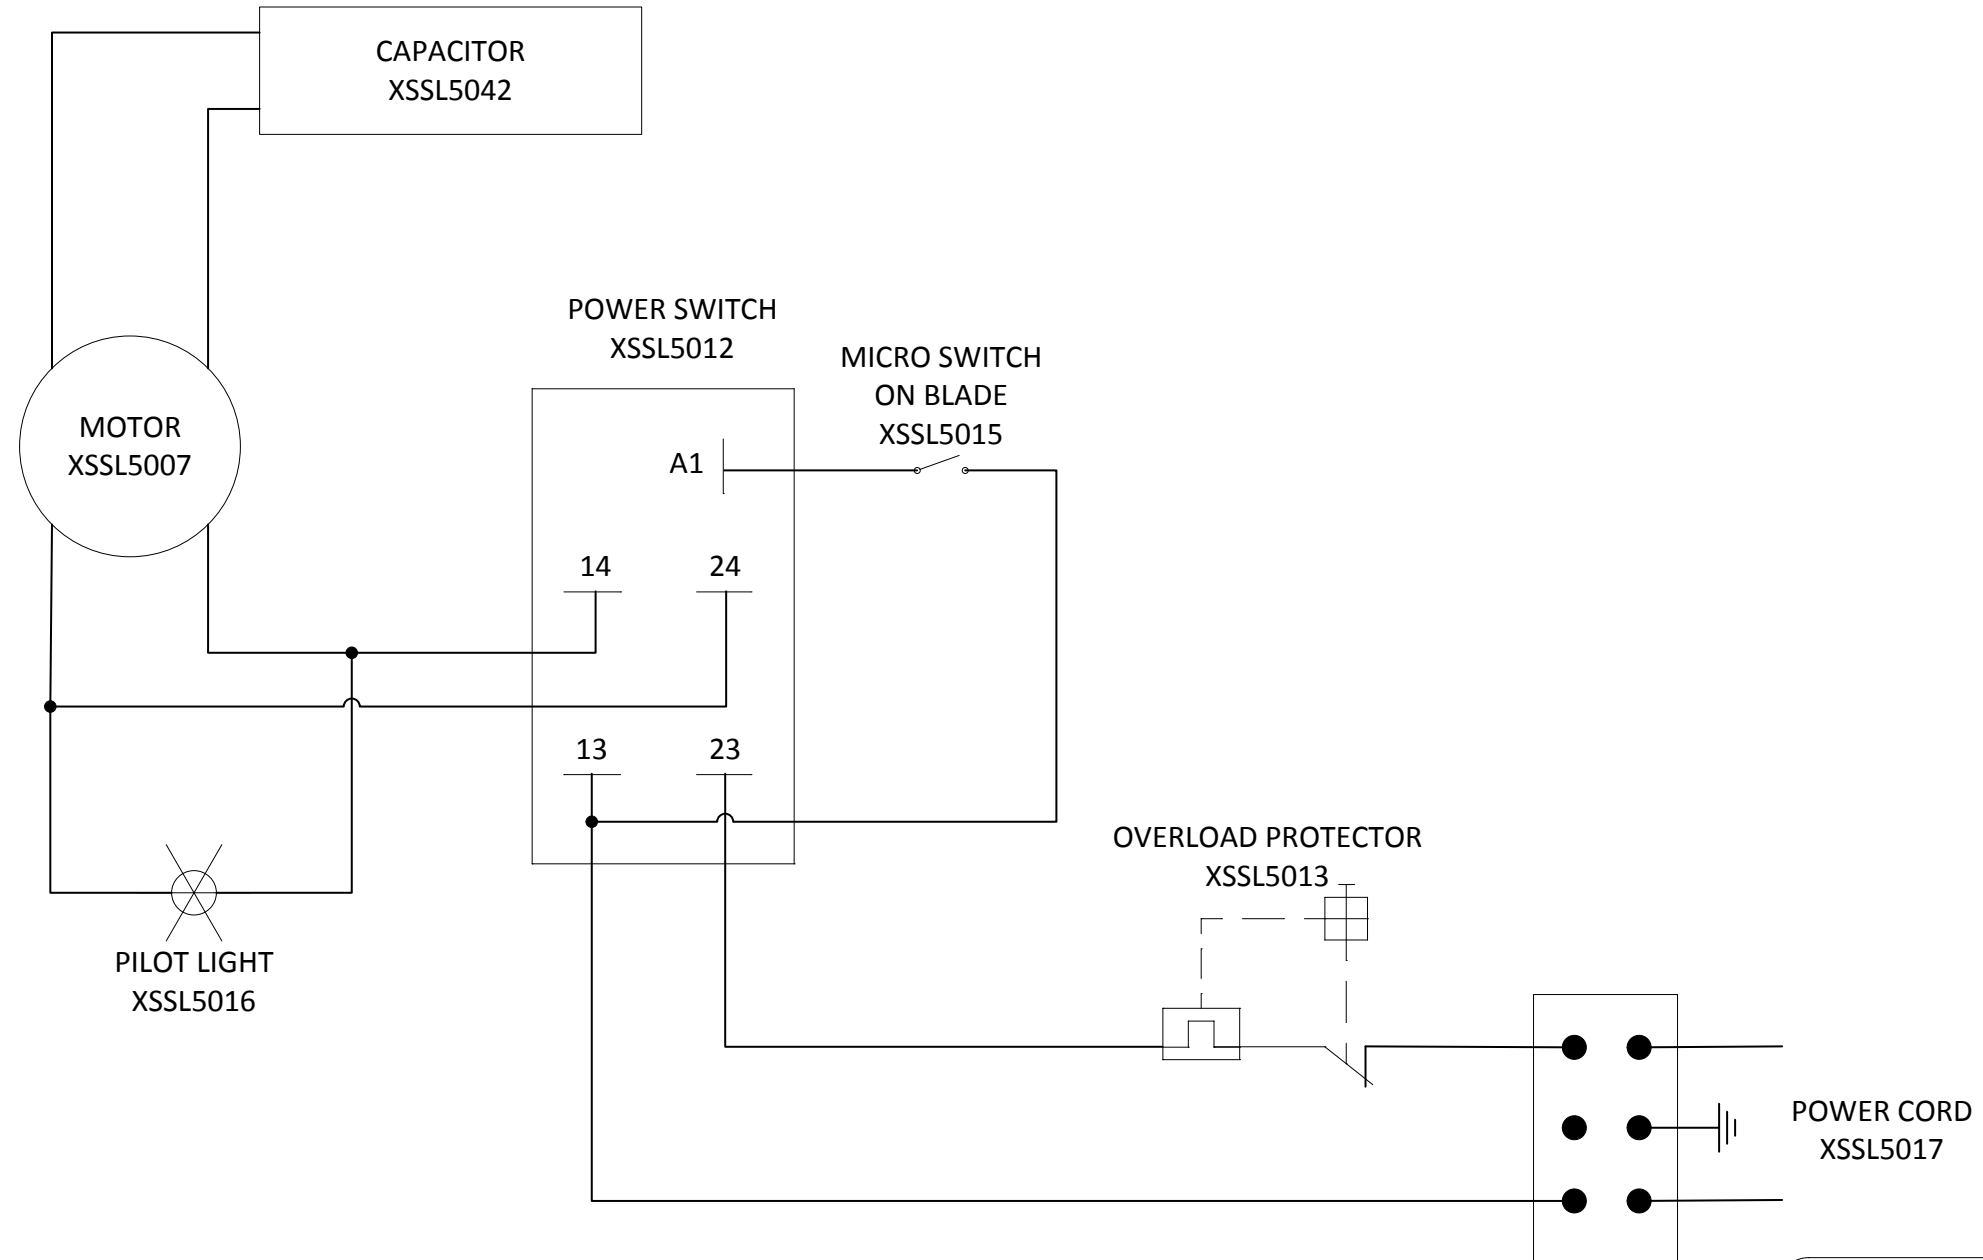 CAPACITOR
XSSL5042
POWER SWITCH
XSSL5012
MICRO SWITCH
ON BLADE
XSSL5015
MOTOR
XSSL5007
A1
14
24
13
23
OVERLOAD PROTECTOR
XSSL5013
PILOT LIGHT
XSSL5016
POWER CORD
XSSL5017